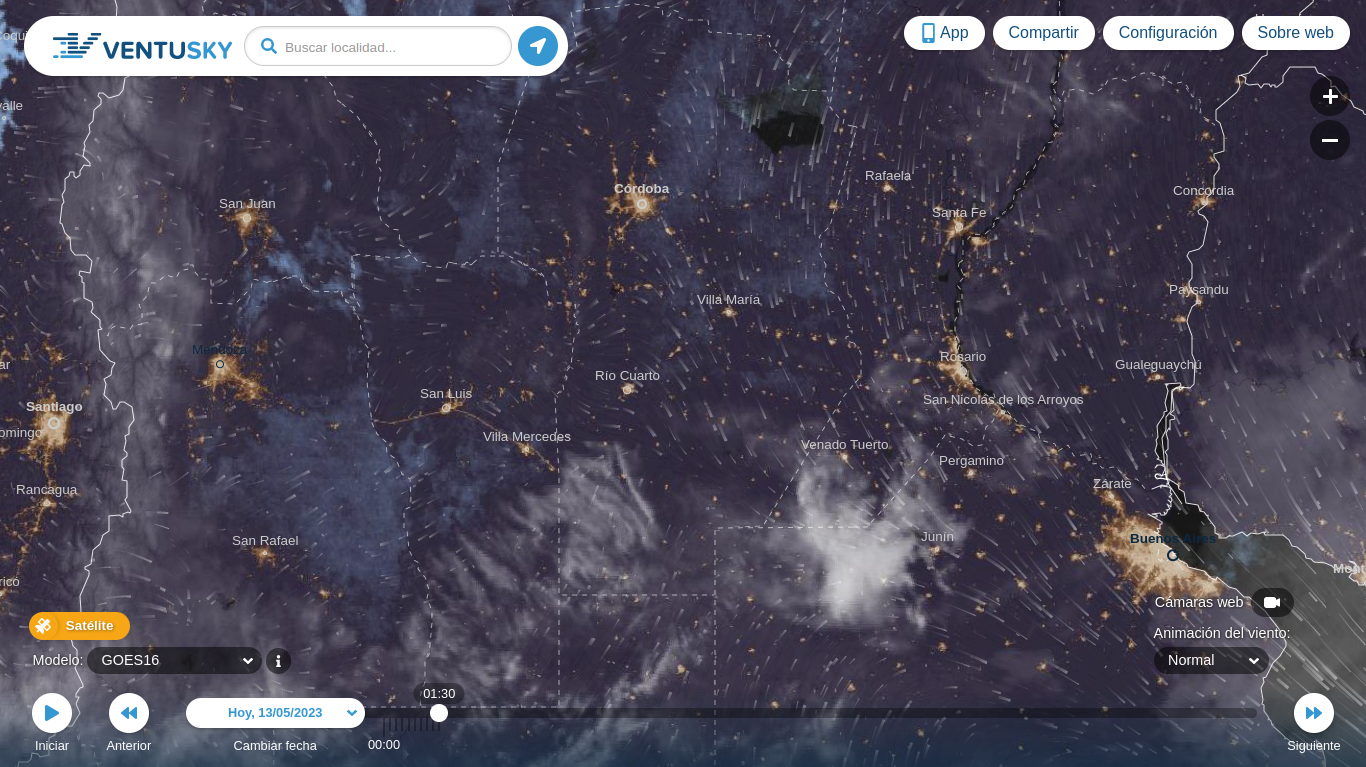 VENTUSKY
Buscar localidad...
App
Compartir
Configuración
Sobre web
Coqui
valle
Córdoba
Rafaela
Concordia
San Juan
Santa Fe
Villa María
Paysandu
Mendoza
Rosario
ar
Gualeguaychú
Río Cuarto
San Luis
San Nicolás de los Arroyos
Santiago
omingo
Villa Mercedes
Venado Tuerto
Pergamino
Rancagua
Zárate
San Rafael
Junín
Buenos Aires
Mont
ricó
Cámaras web
Satélite
Animación del viento:
Modelo: GOES16
Normal
01:30
Hoy, 13/05/2023
Iniciar
Anterior
Cambiar fecha
00:00
Siguiente